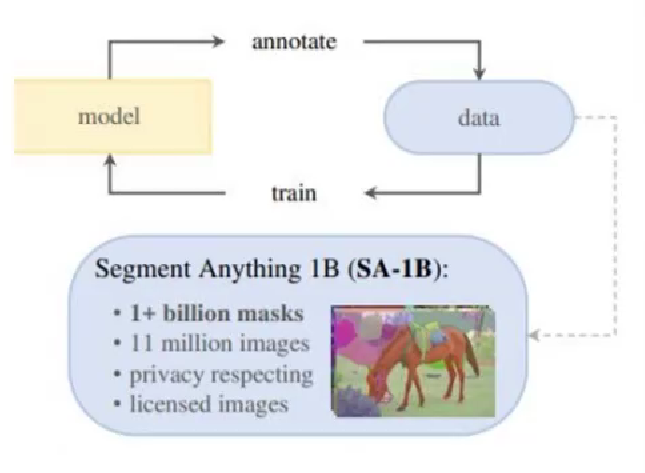 annotate
model
data
train
Segment Anything 1B (SA-1B):
• 1+ billion masks
• 11 million images
• privacy respecting
• licensed images